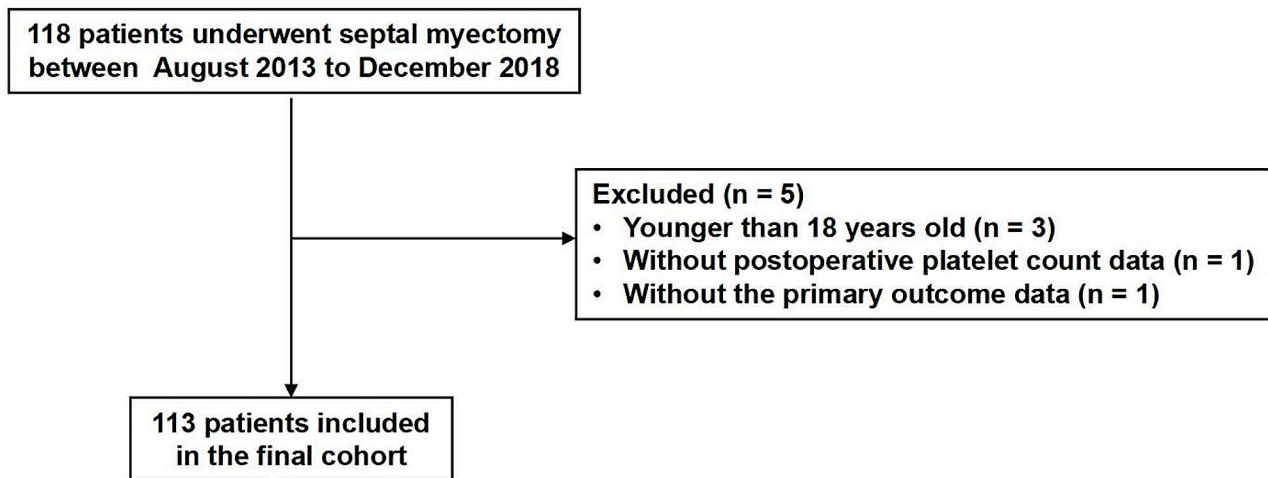 118 patients underwent septal myectomy
between August 2013 to December 2018
Excluded (n = 5)
• Younger than 18 years old (n = 3)
• Without postoperative platelet count data (n = 1)
• Without the primary outcome data (n = 1)
113 patients included
in the final cohort